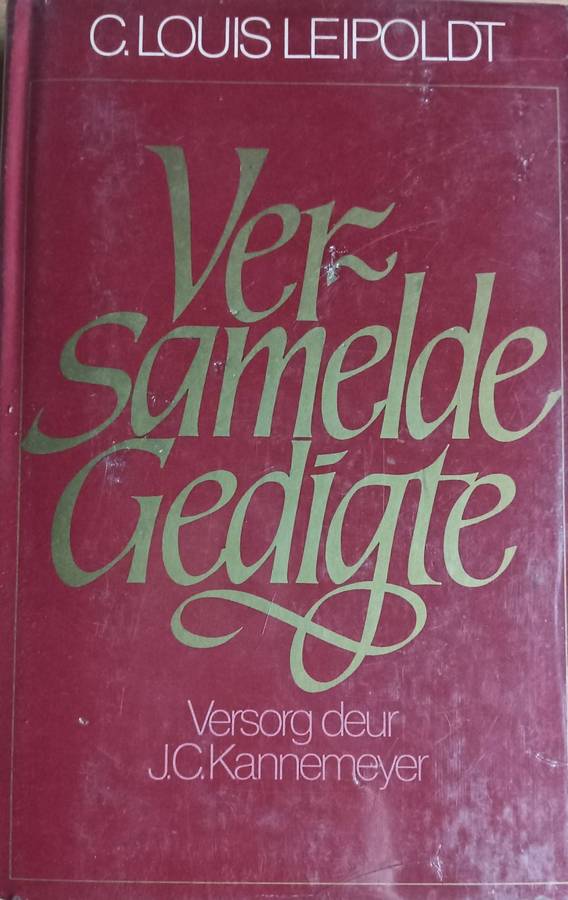 C. LOUIS LEIPOLDT
Ver-
samelde
Gedigte
Versorg deur
J.C. Kannemeyer